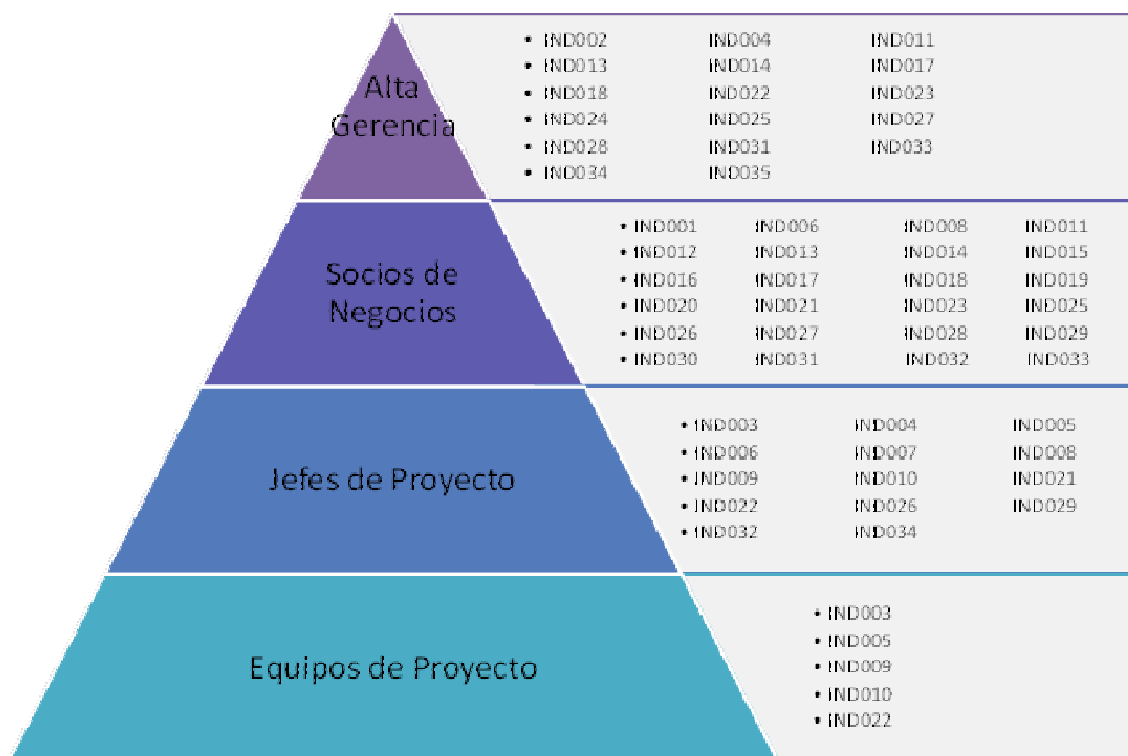 Alta
Gerencia
• IND002 IND004 IND011
• IND013 IND014 IND017
• IND018 IND022 IND023
• IND024 IND025 IND027
• IND028 IND031 IND033
• IND034 IND035
Socios de
Negocios
• IND001 IND006 IND008 IND011
• IND012 IND013 IND014 IND015
• IND016 IND017 IND018 IND019
• IND020 IND021 IND023 IND025
• IND026 IND027 IND028 IND029
• IND030 IND031 IND032 IND033
Jefes de Proyecto
• IND003 IND004 IND005
• IND006 IND007 IND008
• IND009 IND010 IND021
• IND022 IND026 IND029
• IND032 IND034
Equipos de Proyecto
• IND003
• IND005
• IND009
• IND010
• IND022